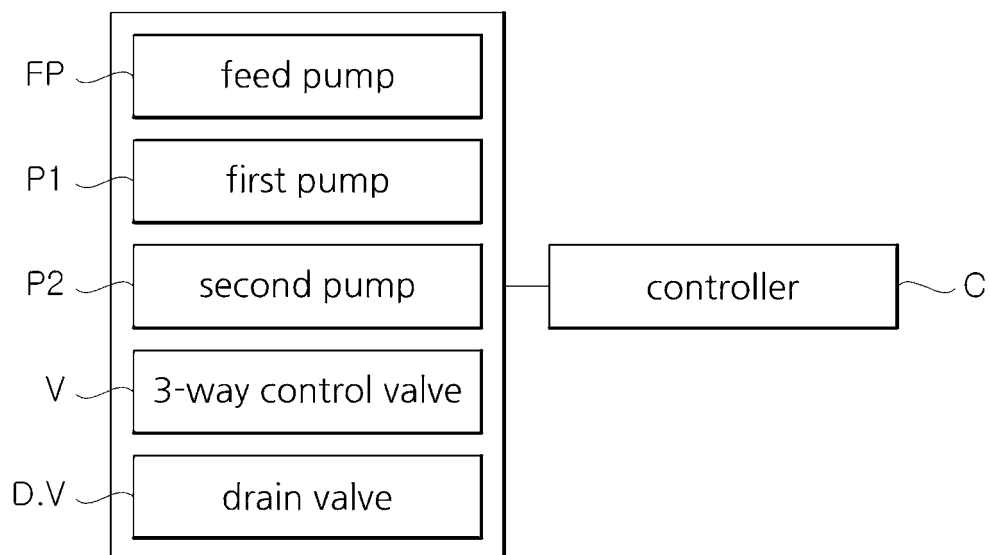 FP feed pump
P1 first pump
P2 second pump controller C
V 3-way control valve
D.V drain valve